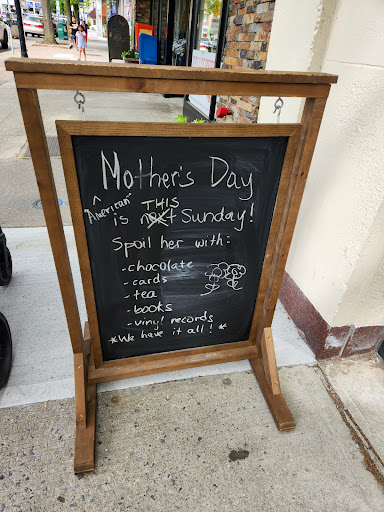 Mother's Day
^American^ is n̶e̶x̶t̶ THIS Sunday!
Spoil her with:
- chocolate
- cards
- tea
- books
- vinyl records
*We have it all! *